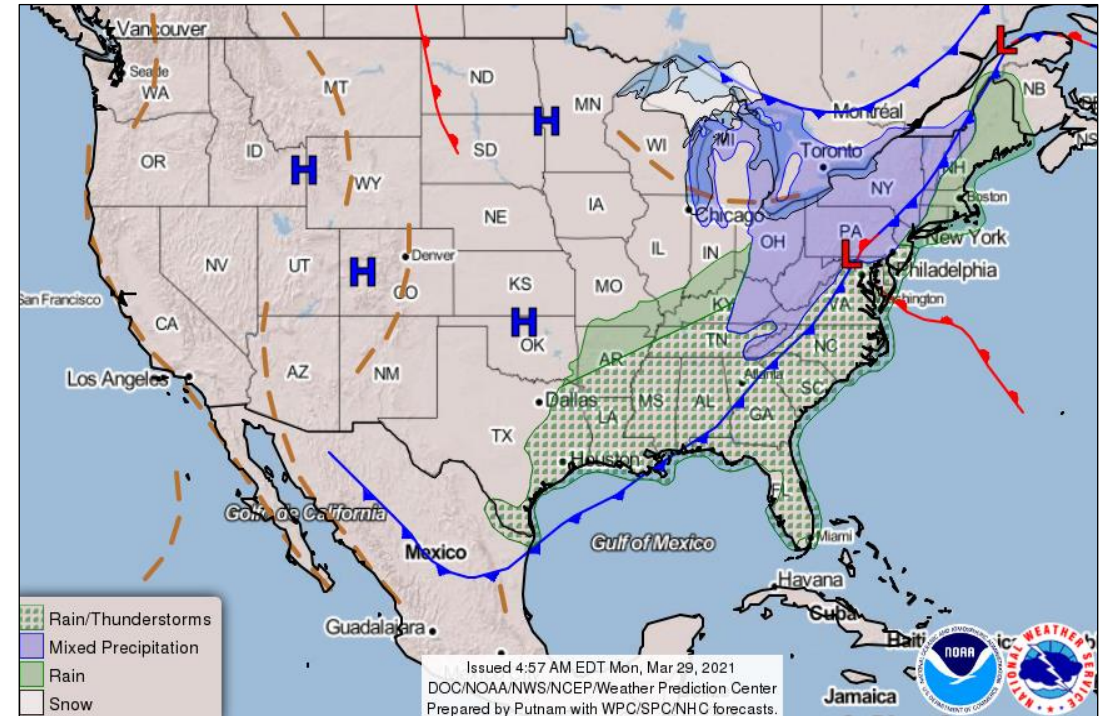 Vancouver
WA
MT
ND
MN
Montréal
NB
L
H
OR
ID
WY
SD
WI
MI
Toronto
NY
NH
Boston
H
NE
IA
Chicago
PA
New York
NV
UT
Denver
H
CO
KS
MO
IL
IN
OH
L
Philadelphia
San Francisco
CA
H
OK
KY
VA
Washington
Los Angeles
AZ
NM
AR
TN
NC
Dallas
MS
AL
Atlanta
GA
SC
TX
LA
Houston
FL
Golfo de California
Mexico
Gulf of Mexico
Miami
Havana
Cuba
Guadalajara
Jamaica
Rain/Thunderstorms
Mixed Precipitation
Rain
Snow
Issued 4:57 AM EDT Mon, Mar 29, 2021
DOC/NOAA/NWS/NCEP/Weather Prediction Center
Prepared by Putnam with WPC/SPC/NHC forecasts.
NOAA
NATIONAL WEATHER SERVICE